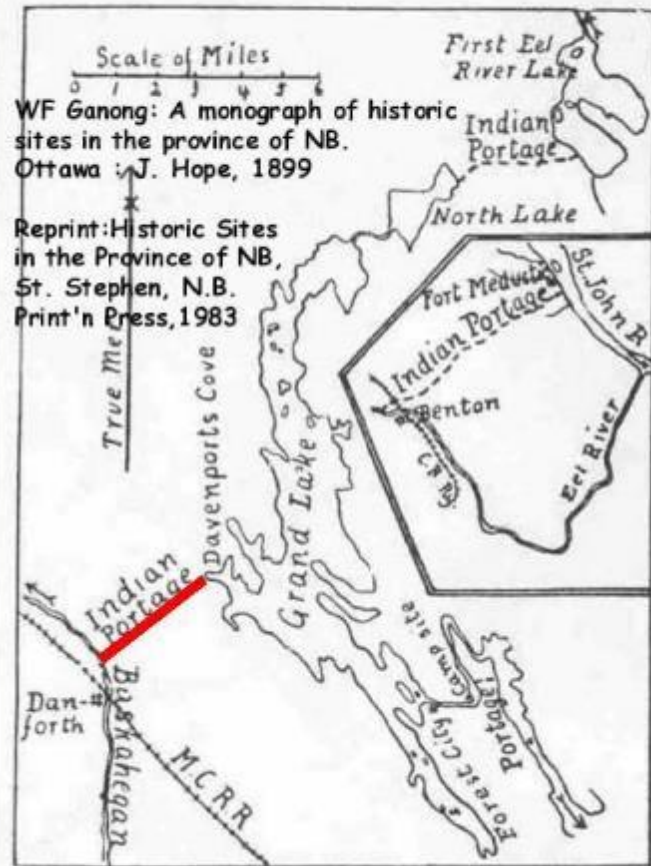 Scale of Miles
0 1 2 3 4 5 6
WF Ganong: A monograph of historic
sites in the province of NB.
Ottawa : J. Hope, 1899
Reprint:Historic Sites
in the Province of NB,
St. Stephen, N.B.
Print'n Press,1983
True Mer
First Eel
River Lake
Indian
Portage
North Lake
Fort Meductic
St. John R
Indian Portage
Benton
C.P.R.
Eel River
Davenports Cove
Grand Lake
Indian
Portage
Dan-
forth
Baskahegan
M.C.RR
Forest City
Camp site
Portage